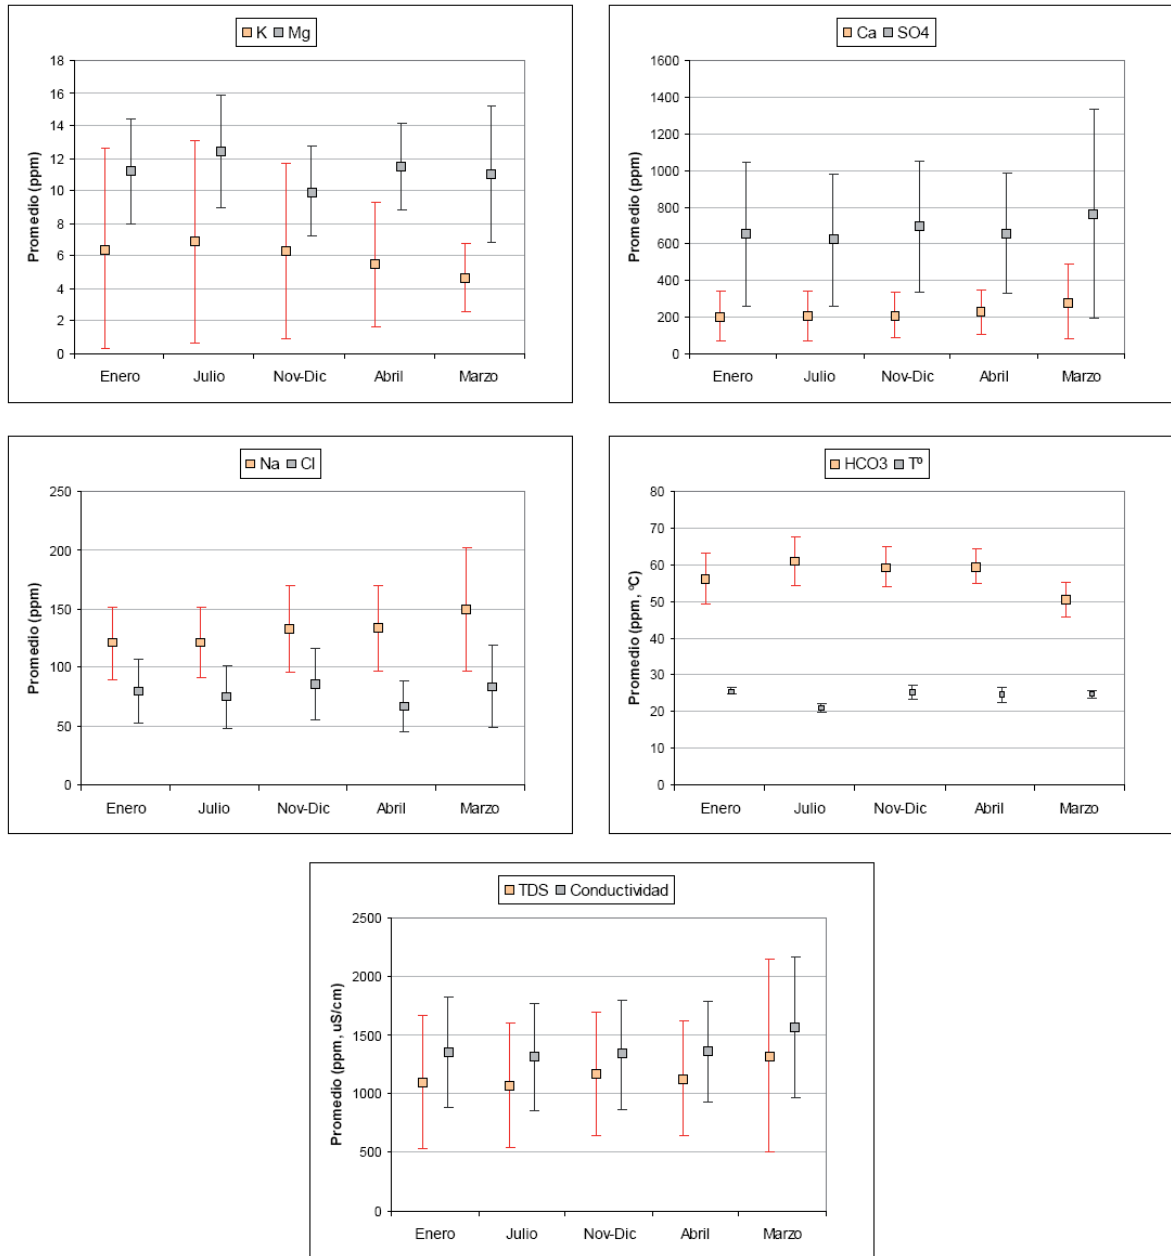 K Mg
Promedio (ppm)
18
16
14
12
10
8
6
4
2
0
Enero Julio Nov-Dic Abril Marzo
Ca SO4
Promedio (ppm)
1600
1400
1200
1000
800
600
400
200
0
Enero Julio Nov-Dic Abril Marzo
Na Cl
Promedio (ppm)
250
200
150
100
50
0
Enero Julio Nov-Dic Abril Marzo
HCO3 Tº
Promedio (ppm, ºC)
80
70
60
50
40
30
20
10
0
Enero Julio Nov-Dic Abril Marzo
TDS Conductividad
Promedio (ppm, uS/cm)
2500
2000
1500
1000
500
0
Enero Julio Nov-Dic Abril Marzo